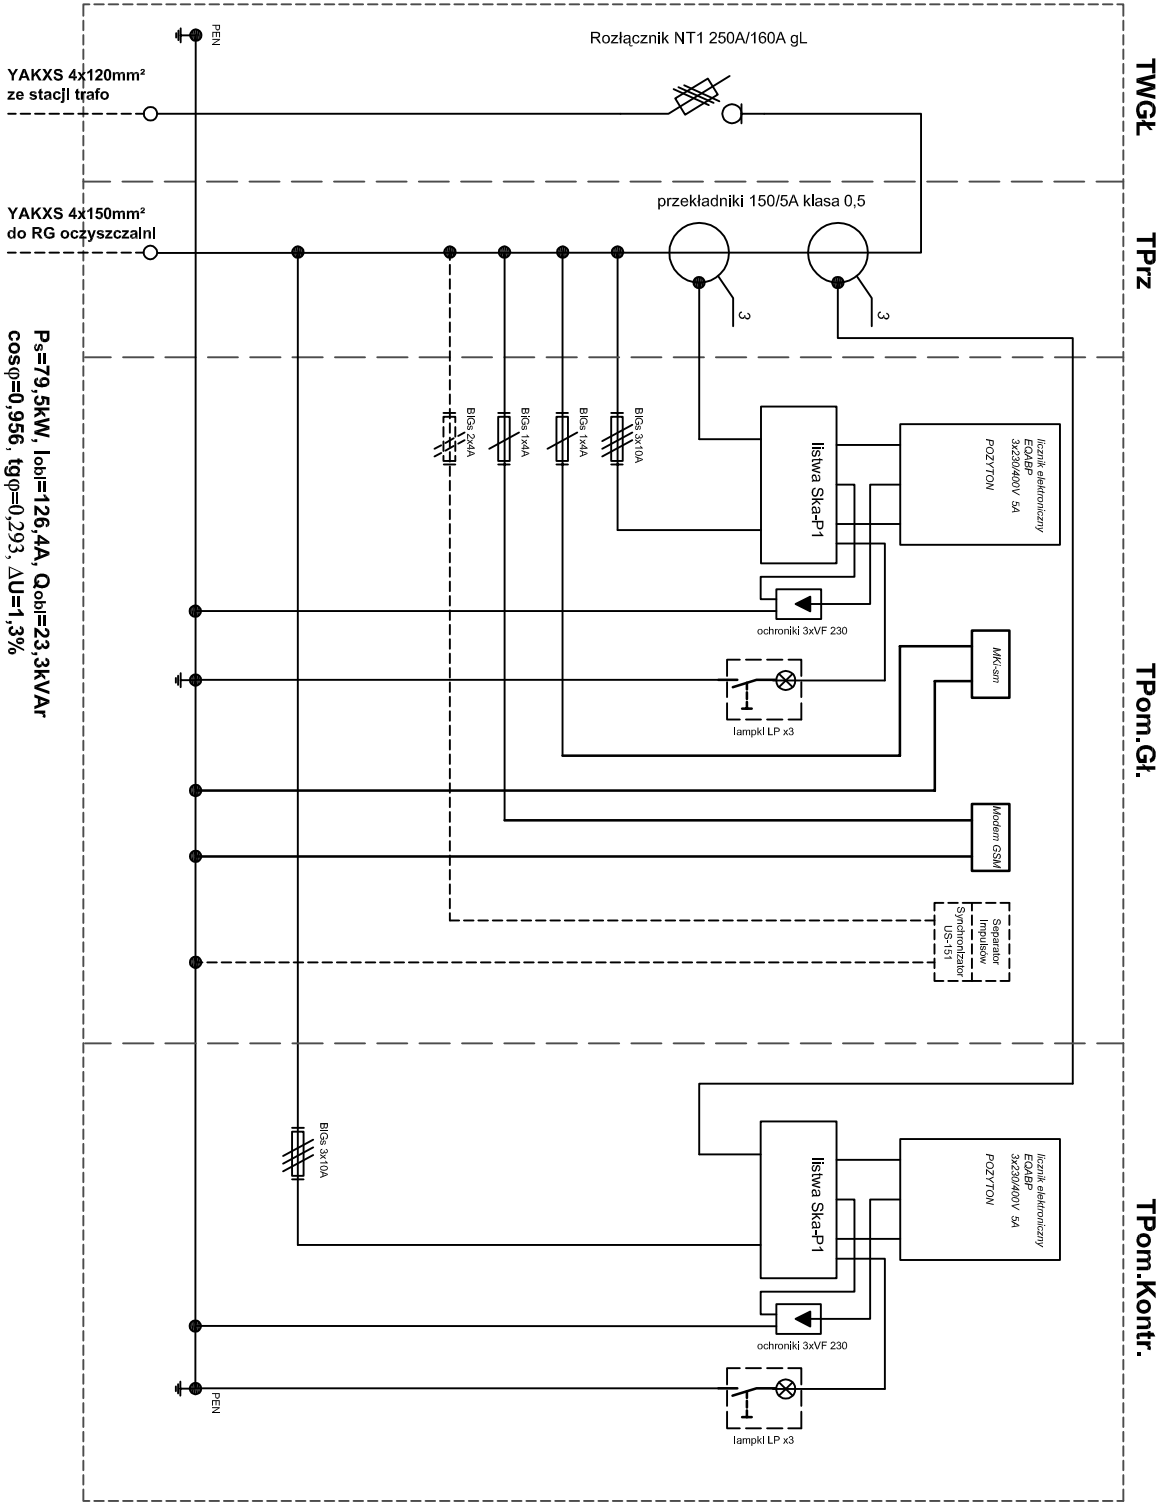 PEN
Rozłącznik NT1 250A/160A gL
TWGŁ
YAKXS 4x120mm²
ze stacji trafo
przekładniki 150/5A klasa 0,5
TPrz
YAKXS 4x150mm²
do RG oczyszczalni
3
3
Ps=79,5kW, Iobl=126,4A, Qobl=23,3kVAr
cosφ=0,956, tgφ=0,293, ΔU=1,3%
BiGs 2x4A
BiGs 1x4A
BiGs 1x4A
BiGs 3x10A
listwa Ska-P1
licznik elektroniczny
EQABP
3x230/400V 5A
POZYTON
ochroniki 3xVF 230
MKi-sm
TPom.Gł.
lampki LP x3
Modem GSM
Separator
Impulsów
Synchronizator
US-151
BiGs 3x10A
listwa Ska-P1
licznik elektroniczny
EQABP
3x230/400V 5A
POZYTON
TPom.Kontr.
ochroniki 3xVF 230
PEN
lampki LP x3